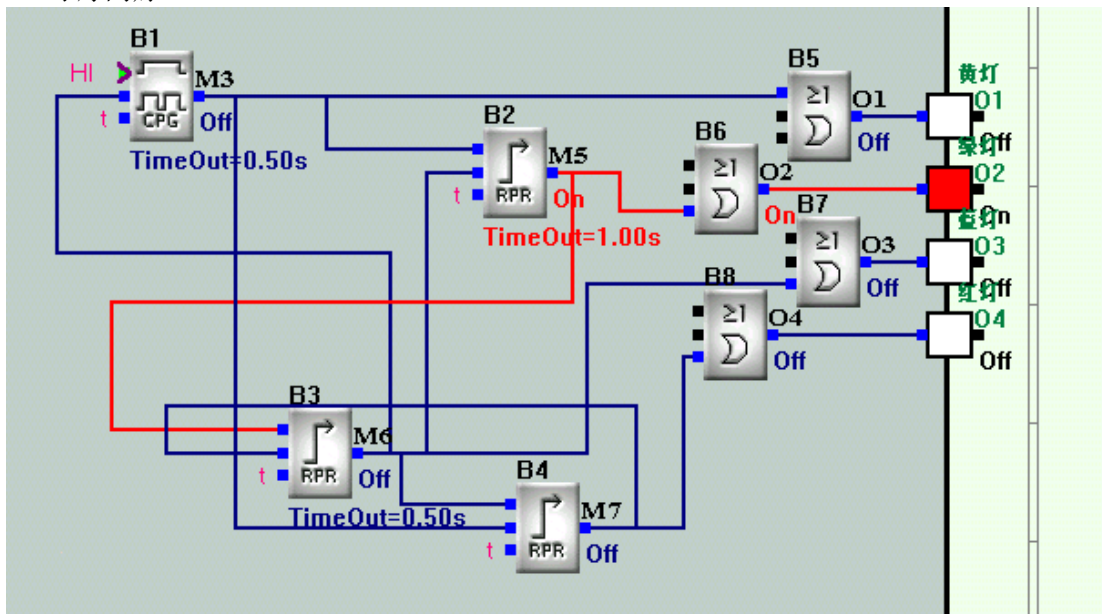 B1
HI
M3
CPG
t
Off
TimeOut=0.50s
B2
M5
RPR
t
On
TimeOut=1.00s
B5
≥1
O1
Off
B6
≥1
O2
On
B7
≥1
O3
Off
B8
≥1
O4
Off
黄灯
O1
Off
绿灯
O2
On
蓝灯
O3
Off
红灯
O4
Off
B3
M6
RPR
t
Off
TimeOut=0.50s
B4
M7
RPR
t
Off